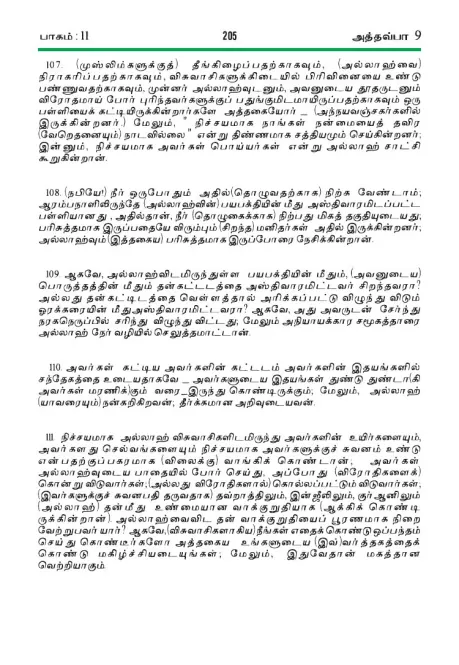 பாகம் : 11 205 அத்தவ்பா 9
107. (முஸ்லிம்களுக்குத்) தீங்கிழைப்பதற்காகவும், (அல்லாஹ்வை)
நிராகரிப்பதற்காகவும், விசுவாசிகளுக்கிடையில் பிரிவினையை உண்டு
பண்ணுவதற்காகவும், முன்னர் அல்லாஹ்வுடனும், அவனுடைய தூதருடனும்
விரோதமாய் போர் புரிந்தவர்களுக்குப் பதுங்குமிடமாயிருப்பதற்காகவும் ஒரு
பள்ளியைக் கட்டியிருக்கின்றார்களே அத்தகையோர் _ (அந்நயவஞ்சகர்களில்
இருக்கின்றனர்.) மேலும், " நிச்சயமாக நாங்கள் நன்மையைத் தவிர
(வேறெதனையும்) நாடவில்லை" என்று திண்ணமாக சத்தியமும் செய்கின்றனர்;
இன்னும், நிச்சயமாக அவர்கள் பொய்யர்கள் என்று அல்லாஹ் சாட்சி
கூறுகின்றான்.
108. (நபியே!) நீர் ஒருபோதும் அதில்(தொழுவதற்காக) நிற்க வேண்டாம்;
ஆரம்பநாளிலிருந்தே (அல்லாஹ்வின்) பயபக்தியின் மீது அஸ்திவாரமிடப்பட்ட
பள்ளியானது , அதில்தான், நீர் (தொழுகைக்காக) நிற்பது மிகத் தகுதியுடையது;
பரிசுத்தமாக இருப்பதையே விரும்பும் (சிறந்த) மனிதர்கள் அதில் இருக்கின்றனர்;
அல்லாஹ்வும் (இத்தகைய) பரிசுத்தமாக இருப்போரை நேசிக்கின்றான்.
109. ஆகவே, அல்லாஹ்விடமிருந்துள்ள பயபக்தியின் மீதும், (அவனுடைய)
பொருத்தத்தின் மீதும் தன்கட்டடத்தை அஸ்திவாரமிட்டவர் சிறந்தவரா?
அல்லது தன்கட்டிடத்தை வெள்ளத்தால் அரிக்கப்பட்டு விழுந்து விடும்
ஓரக்கரையின் மீதுஅஸ்திவாரமிட்டவரா? ஆகவே, அது அவருடன் சேர்ந்து
நரகநெருப்பில் சரிந்து விழுந்து விட்டது; மேலும் அநியாயக்கார சமூகத்தாரை
அல்லாஹ் நேர் வழியில் செலுத்தமாட்டான்.
110. அவர்கள் கட்டிய அவர்களின் கட்டடம் அவர்களின் இதயங்களில்
சந்தேகத்தை உடையதாகவே _ அவர்களுடைய இதயங்கள் துண்டு துண்டா(கி
அவர்கள் மரணிக்)கும் வரை_இருந்து கொண்டிருக்கும்; மேலும், அல்லாஹ்
(யாவரையும்) நன்கறிகிறவன்; தீர்க்கமான அறிவுடையவன்.
111. நிச்சயமாக அல்லாஹ் விசுவாசிகளிடமிருந்து அவர்களின் உயிர்களையும்,
அவர்களது செல்வங்களையும் நிச்சயமாக அவர்களுக்குச் சுவனம் உண்டு
என்பதற்குப்பகரமாக (விலைக்கு) வாங்கிக் கொண்டான்; அவர்கள்
அல்லாஹ்வுடைய பாதையில் போர் செய்து, அப்போது (விரோதிகளைக்)
கொன்று விடுவார்கள்;(அல்லது விரோதிகளால்) கொல்லப்பட்டும் விடுவார்கள்;
(இவர்களுக்குச் சுவனபதி தருவதாக) தவ்றாத்திலும், இன்ஜீலிலும், குர்ஆனிலும்
(அல்லாஹ்) தன்மீது உண்மையான வாக்குறுதியாக (ஆக்கிக் கொண்டி
ருக்கின்றான்). அல்லாஹ்வைவிட தன் வாக்குறுதியைப் பூரணமாக நிறை
வேற்றுபவர் யார்? ஆகவே,(விசுவாசிகளாகிய) நீங்கள் எதைக்கொண்டு ஒப்பந்தம்
செய்து கொண்டீர்களோ அத்தகைய உங்களுடைய (இவ்)வர்த்தகத்தைக்
கொண்டு மகிழ்ச்சியடையுங்கள்; மேலும், இதுவேதான் மகத்தான
வெற்றியாகும்.